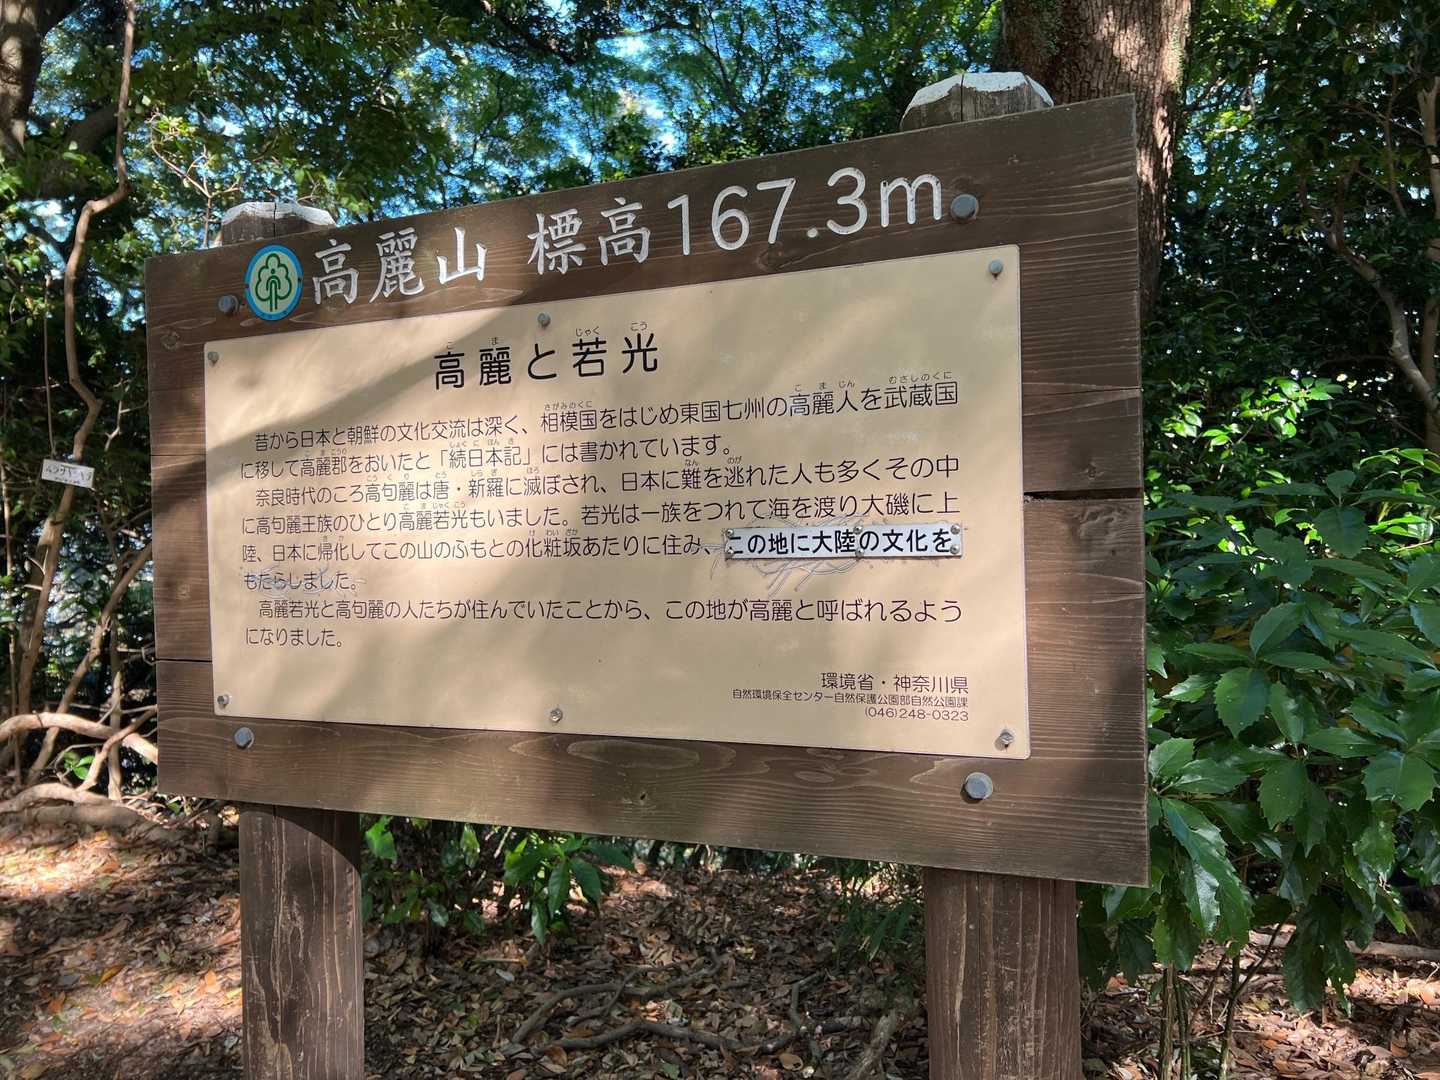 高麗山 標高167.3m
高麗と若光
昔から日本と朝鮮の文化交流は深く、相模国をはじめ東国七州の高麗人を武蔵国
に移して高麗郡をおいたと「続日本記」には書かれています。
奈良時代のころ高句麗は唐・新羅に滅ぼされ、日本に難を逃れた人も多くその中
に高句麗王族のひとり高麗若光もいました。若光は一族をつれて海を渡り大磯に上
陸、日本に帰化してこの山のふもとの化粧坂あたりに住み、この地に大陸の文化を
もたらしました。
高麗若光と高句麗の人たちが住んでいたことから、この地が高麗と呼ばれるよう
になりました。
環境省・神奈川県
自然環境保全センター自然保護公園部自然公園課
(046)248-0323